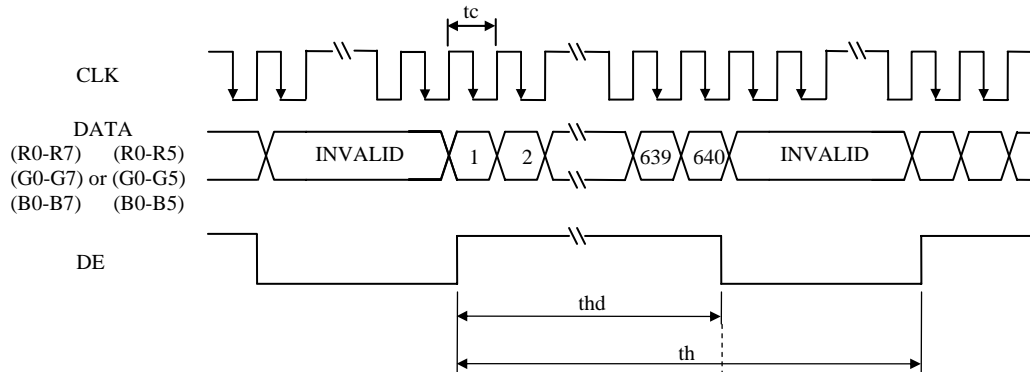 tc
CLK
DATA
(R0-R7) (R0-R5)
(G0-G7) or (G0-G5)
(B0-B7) (B0-B5)
INVALID 1 2 639 640 INVALID
DE
thd
th